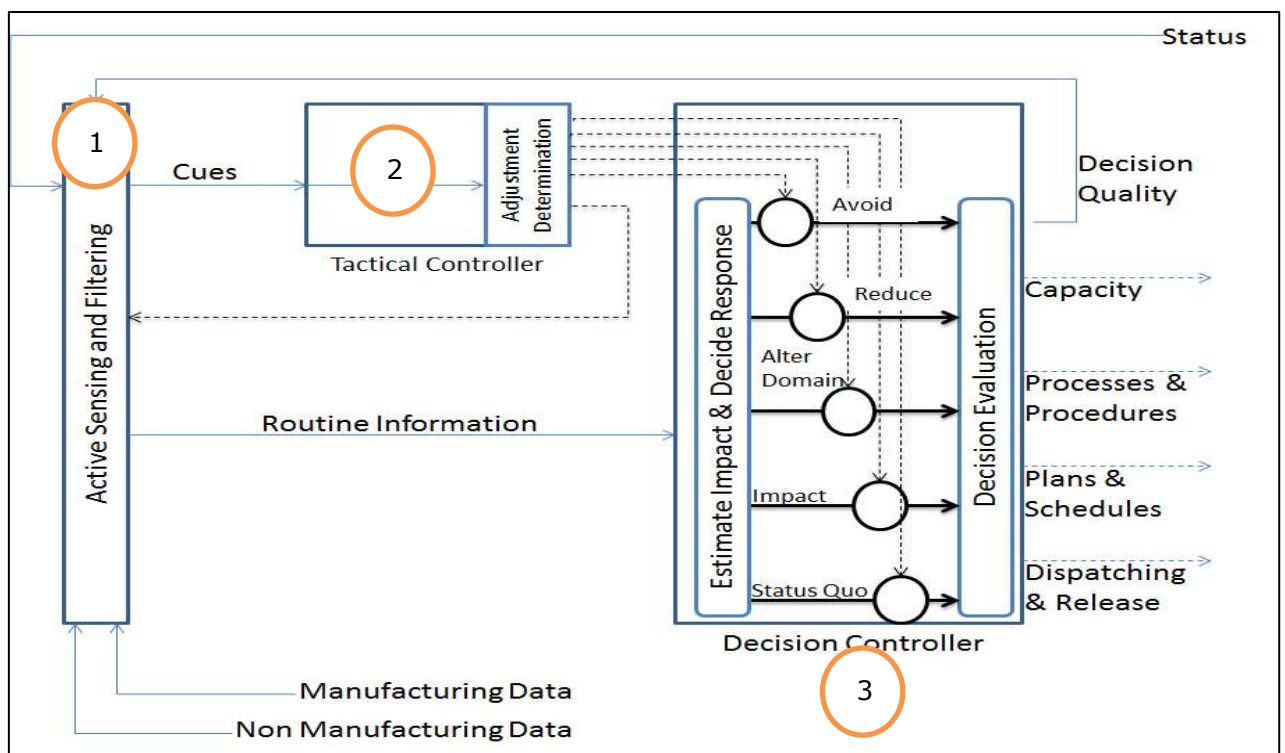 Status
1
Cues
2
Adjustment
Determination
Tactical Controller
Decision
Quality
Active Sensing and Filtering
Avoid
Reduce
Alter
Domain
Impact
Status Quo
Estimate Impact & Decide Response
Decision Evaluation
Capacity
Processes &
Procedures
Plans &
Schedules
Dispatching
& Release
Routine Information
Decision Controller
3
Manufacturing Data
Non Manufacturing Data